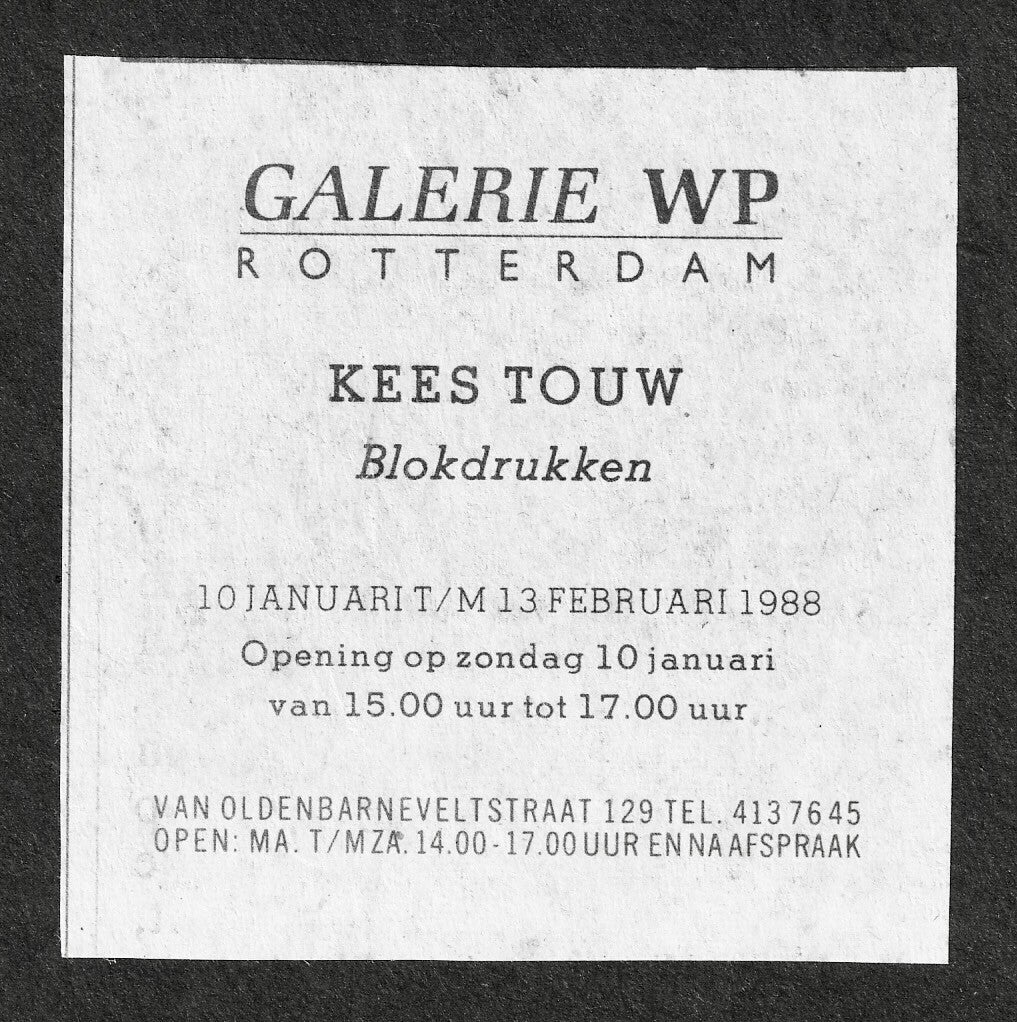 GALERIE WP
ROTTERDAM
KEES TOUW
Blokdrukken
10 JANUARI T/M 13 FEBRUARI 1988
Opening op zondag 10 januari
van 15.00 uur tot 17.00 uur
VAN OLDENBARNEVELTSTRAAT 129 TEL. 4137645
OPEN: MA. T/M ZA. 14.00-17.00 UUR EN NA AFSPRAAK